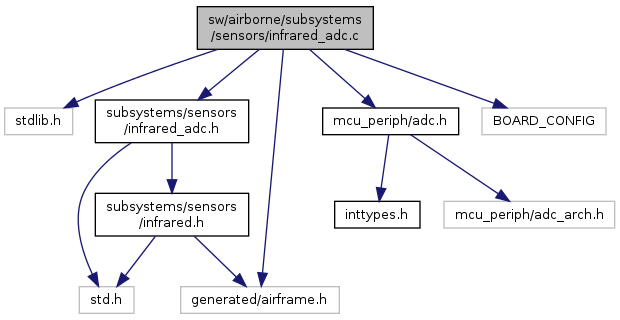 sw/airborne/subsystems
/sensors/infrared_adc.c
stdlib.h
subsystems/sensors
/infrared_adc.h
mcu_periph/adc.h
BOARD_CONFIG
subsystems/sensors
/infrared.h
inttypes.h
mcu_periph/adc_arch.h
std.h
generated/airframe.h